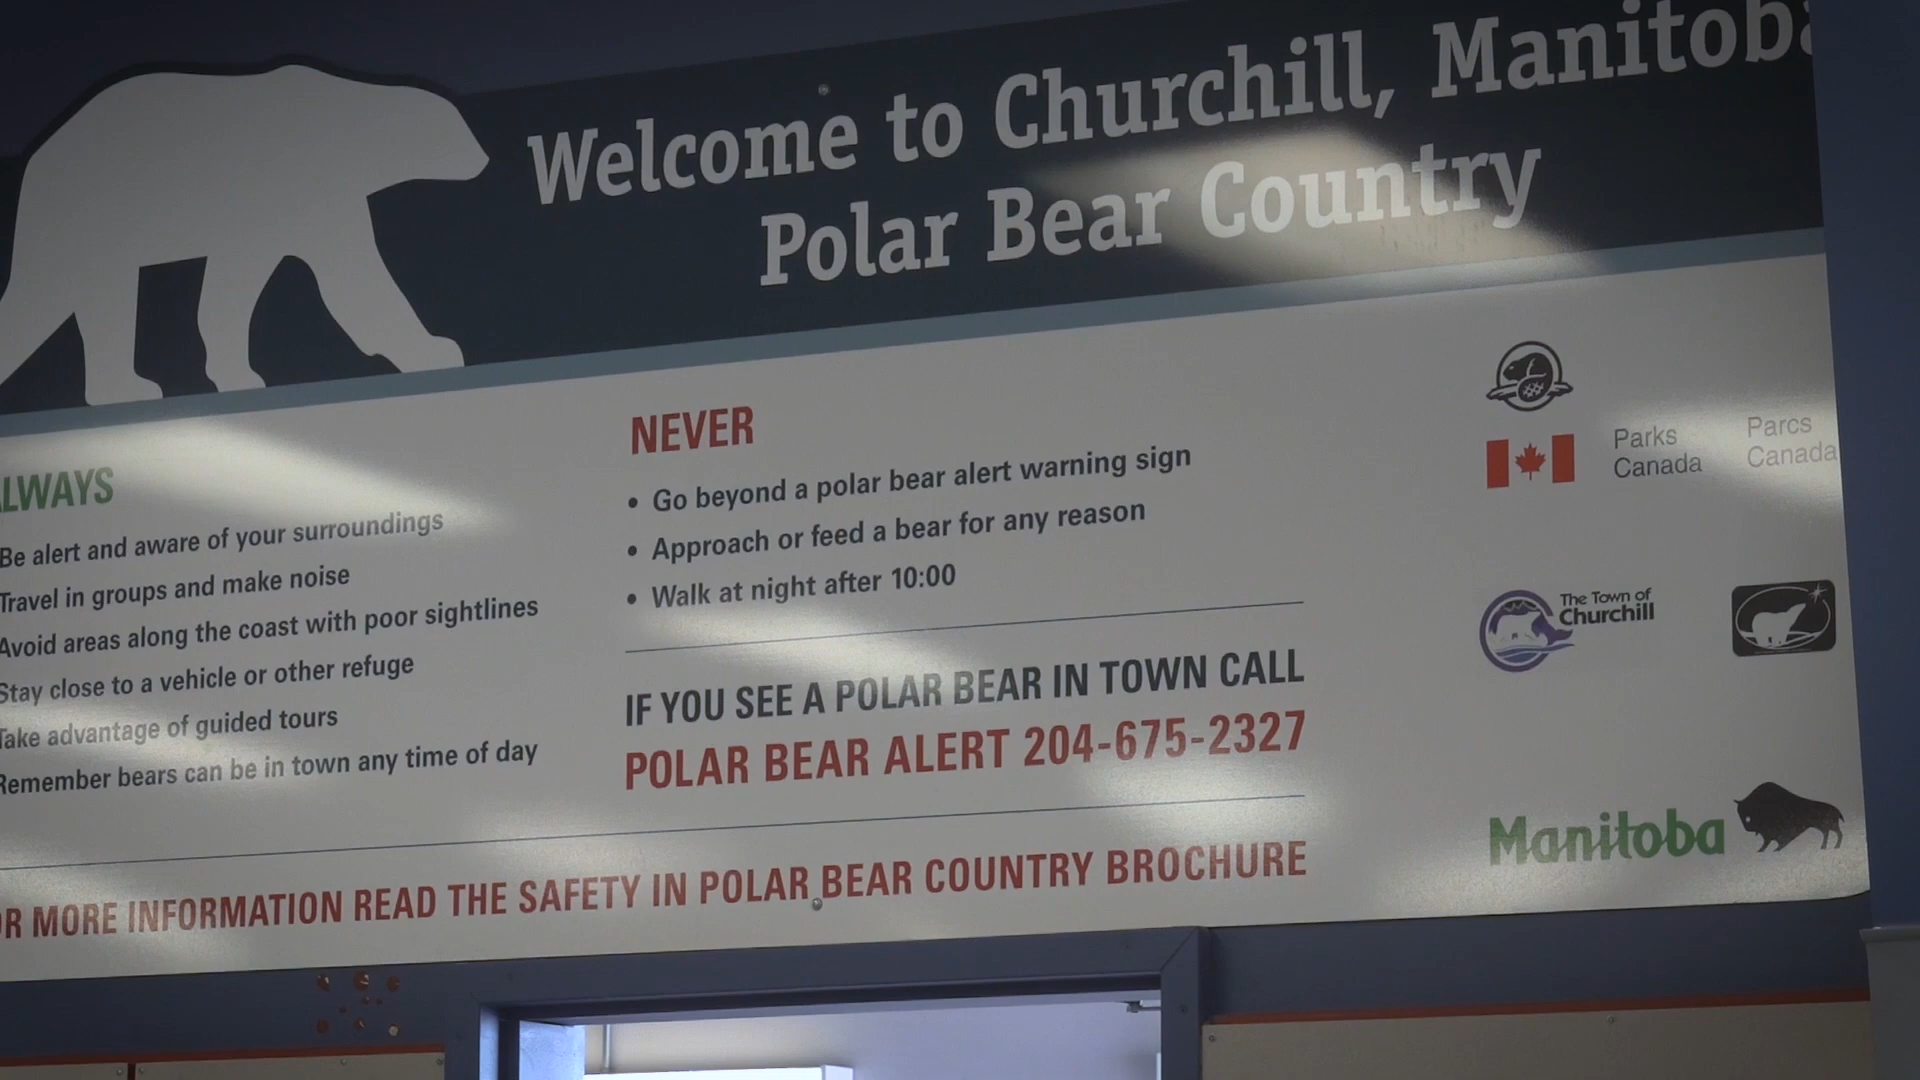 Welcome to Churchill, Manitoba
Polar Bear Country
ALWAYS
Be alert and aware of your surroundings
Travel in groups and make noise
Avoid areas along the coast with poor sightlines
Stay close to a vehicle or other refuge
Take advantage of guided tours
Remember bears can be in town any time of day
NEVER
• Go beyond a polar bear alert warning sign
• Approach or feed a bear for any reason
• Walk at night after 10:00
IF YOU SEE A POLAR BEAR IN TOWN CALL
POLAR BEAR ALERT 204-675-2327
OR MORE INFORMATION READ THE SAFETY IN POLAR BEAR COUNTRY BROCHURE
Parks
Canada
Parcs
Canada
The Town of
Churchill
Manitoba